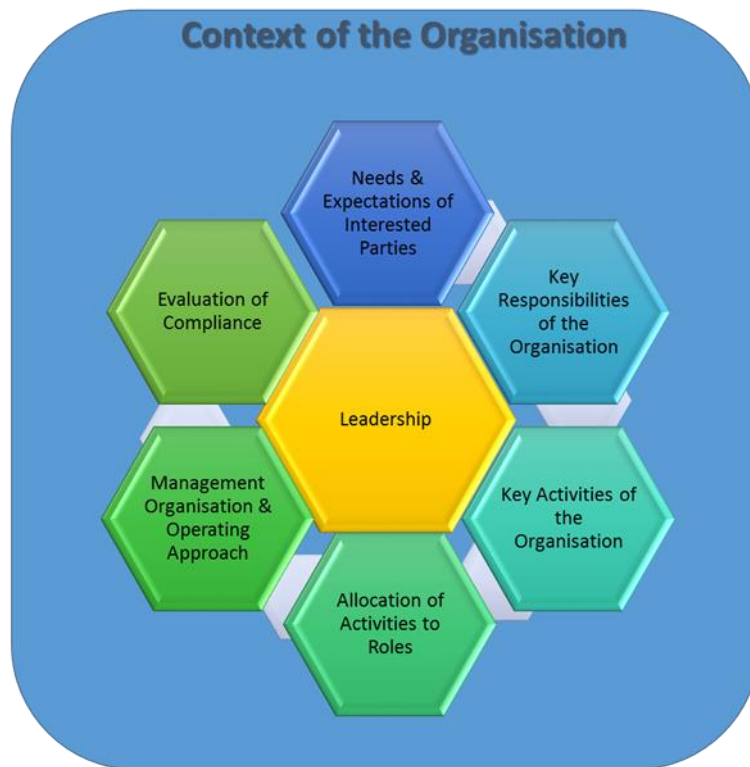 Context of the Organisation
Needs &
Expectations of
Interested
Parties
Key
Responsibilities
of the
Organisation
Key Activities of
the
Organisation
Allocation of
Activities to
Roles
Management
Organisation &
Operating
Approach
Evaluation of
Compliance
Leadership